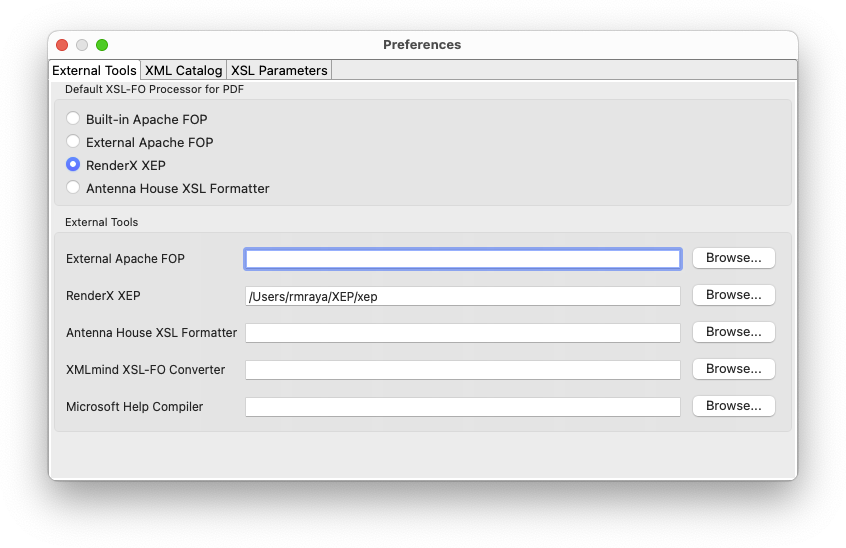 Preferences
External Tools XML Catalog XSL Parameters
Default XSL-FO Processor for PDF
Built-in Apache FOP
External Apache FOP
RenderX XEP
Antenna House XSL Formatter
External Tools
External Apache FOP Browse...
RenderX XEP /Users/rmraya/XEP/xep Browse...
Antenna House XSL Formatter Browse...
XMLmind XSL-FO Converter Browse...
Microsoft Help Compiler Browse...